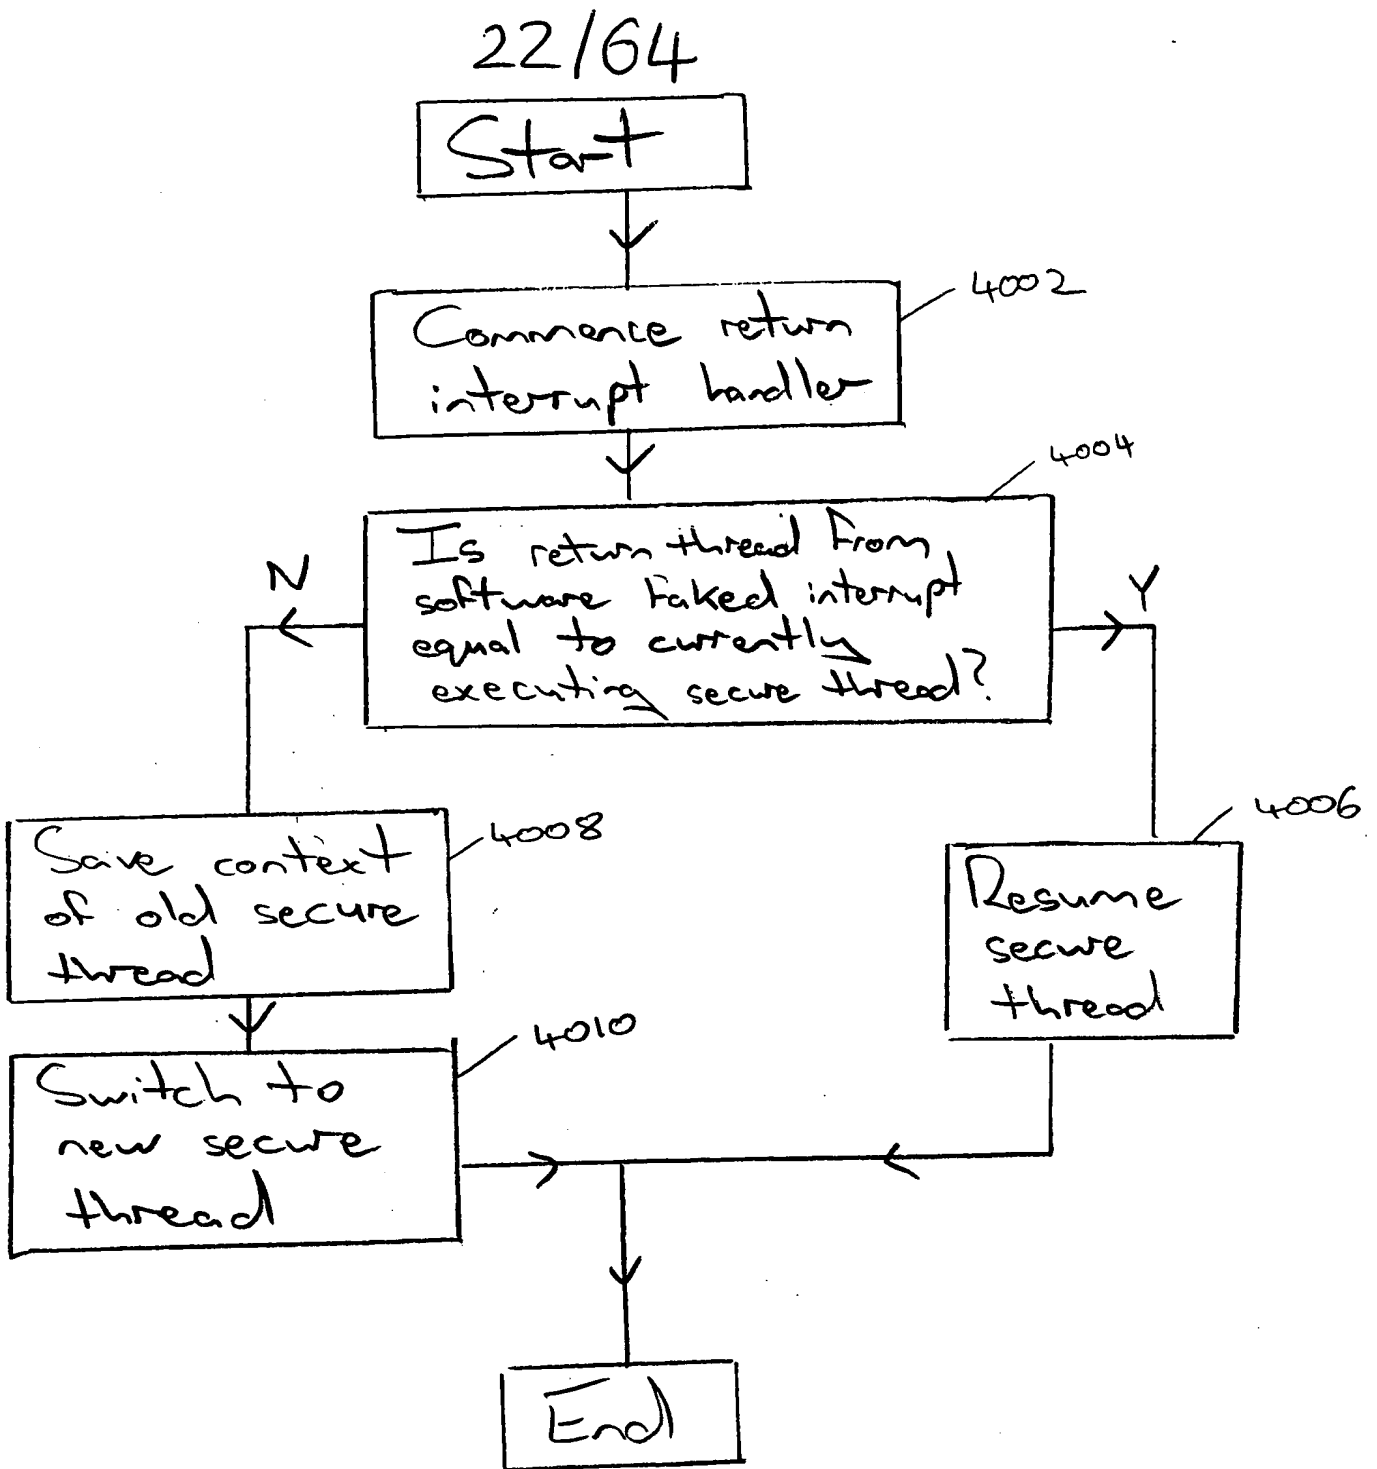 22/64
Start
4002
Commence return
interrupt handler
4004
Is return thread from
software faked interrupt
equal to currently
executing secure thread?
N
Y
4008
Save context
of old secure
thread
4006
Resume
secure
thread
4010
Switch to
new secure
thread
End